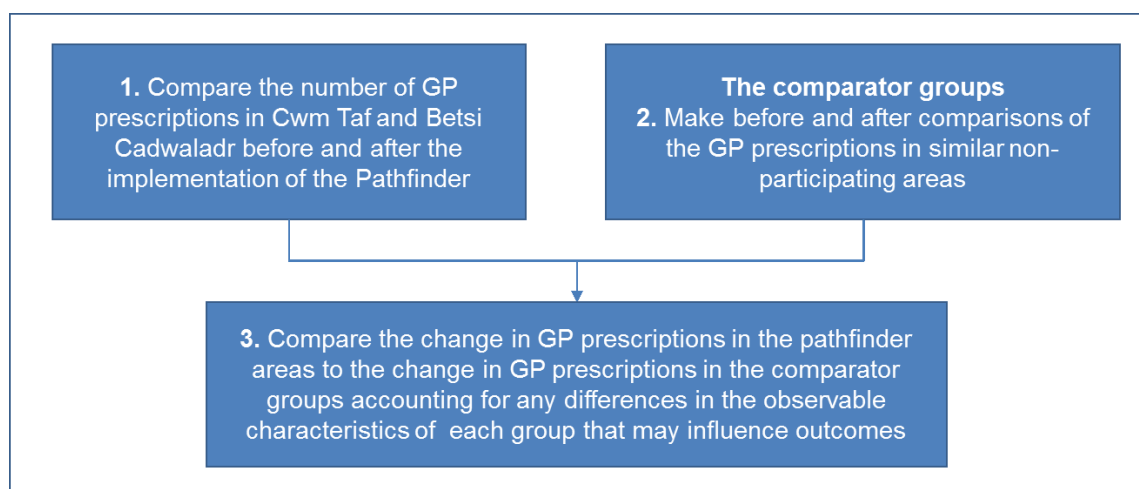 1. Compare the number of GP
prescriptions in Cwm Taf and Betsi
Cadwaladr before and after the
implementation of the Pathfinder
The comparator groups
2. Make before and after comparisons of
the GP prescriptions in similar non-
participating areas
3. Compare the change in GP prescriptions in the pathfinder
areas to the change in GP prescriptions in the comparator
groups accounting for any differences in the observable
characteristics of each group that may influence outcomes